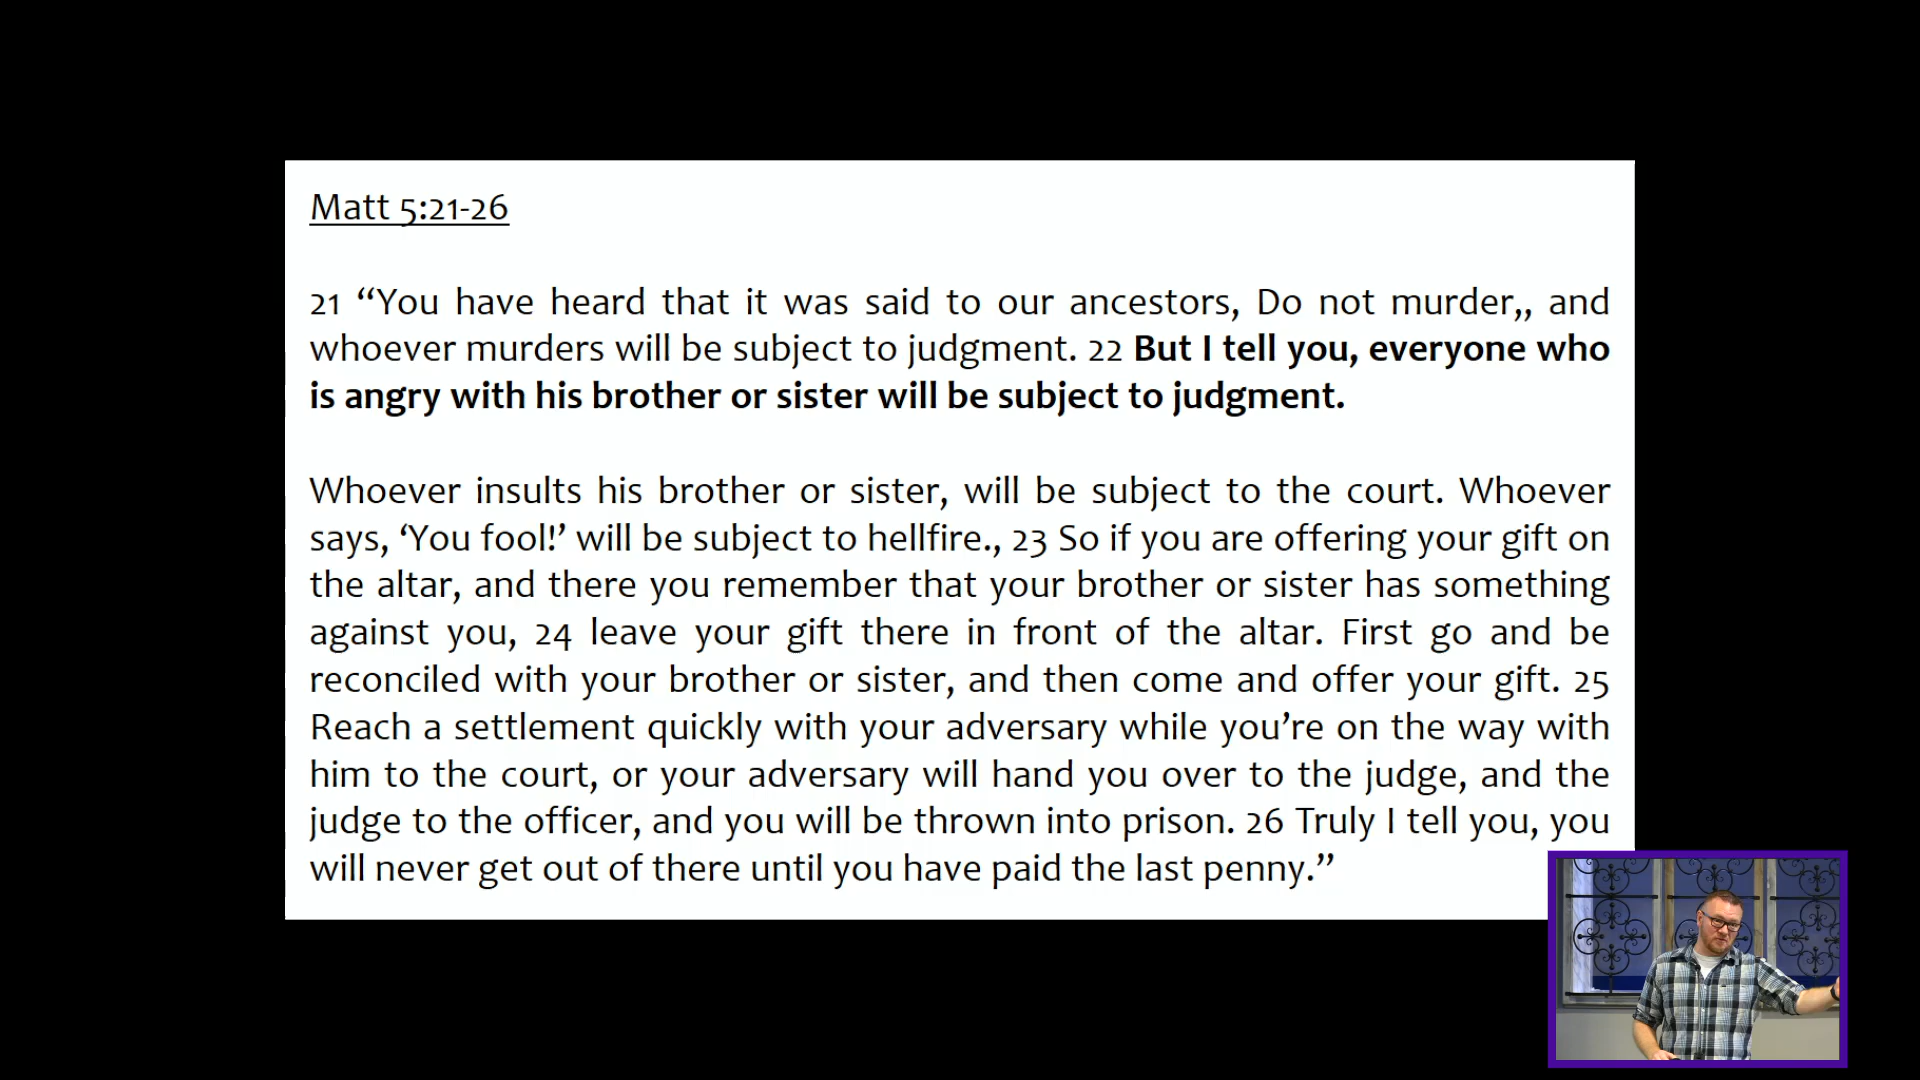 Matt 5:21-26
21 “You have heard that it was said to our ancestors, Do not murder,, and
whoever murders will be subject to judgment. 22 But I tell you, everyone who
is angry with his brother or sister will be subject to judgment.
Whoever insults his brother or sister, will be subject to the court. Whoever
says, ‘You fool!’ will be subject to hellfire., 23 So if you are offering your gift on
the altar, and there you remember that your brother or sister has something
against you, 24 leave your gift there in front of the altar. First go and be
reconciled with your brother or sister, and then come and offer your gift. 25
Reach a settlement quickly with your adversary while you’re on the way with
him to the court, or your adversary will hand you over to the judge, and the
judge to the officer, and you will be thrown into prison. 26 Truly I tell you, you
will never get out of there until you have paid the last penny.”